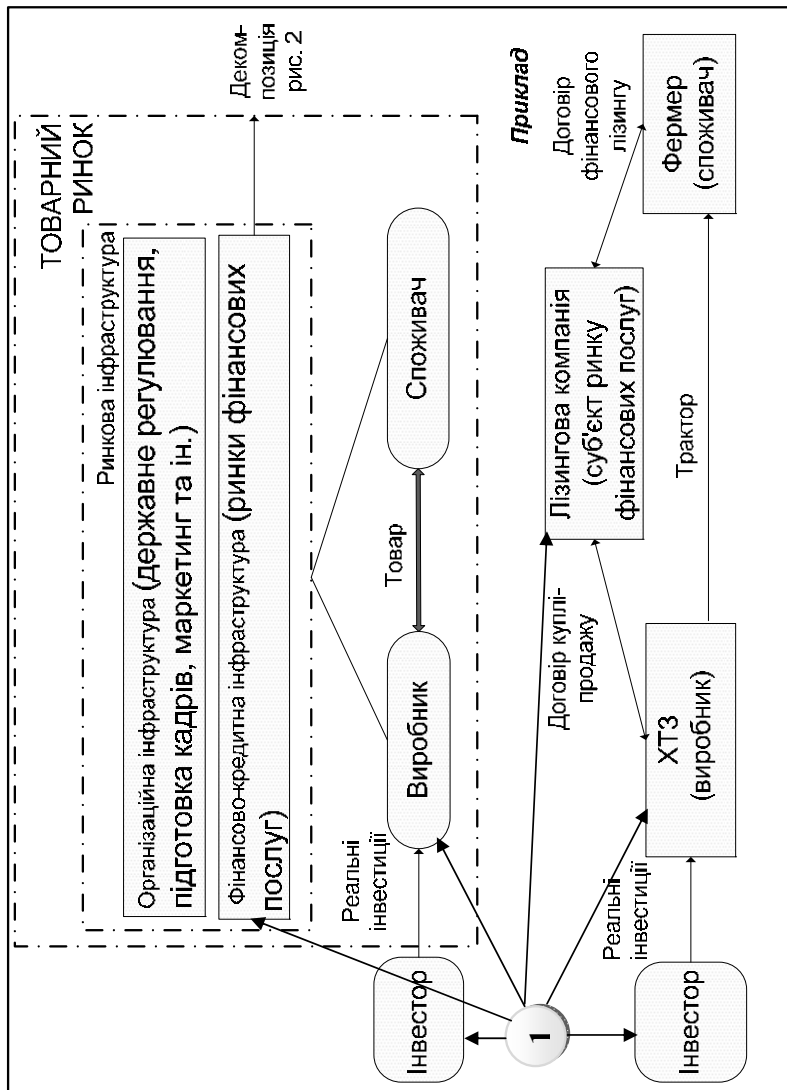 ТОВАРНИЙ
РИНОК
Ринкова інфраструктура
Організаційна інфраструктура (державне регулювання,
підготовка кадрів, маркетинг та ін.)
Фінансово-кредитна інфраструктура (ринки фінансових
послуг)
Деком-
позиція
рис. 2
Інвестор
Реальні
інвестиції
Виробник
Товар
Споживач
1
Приклад
Інвестор
Реальні
інвестиції
ХТЗ
(виробник)
Договір куплі-
продажу
Лізингова компанія
(суб'єкт ринку
фінансових послуг)
Договір
фінансового
лізингу
Трактор
Фермер
(споживач)